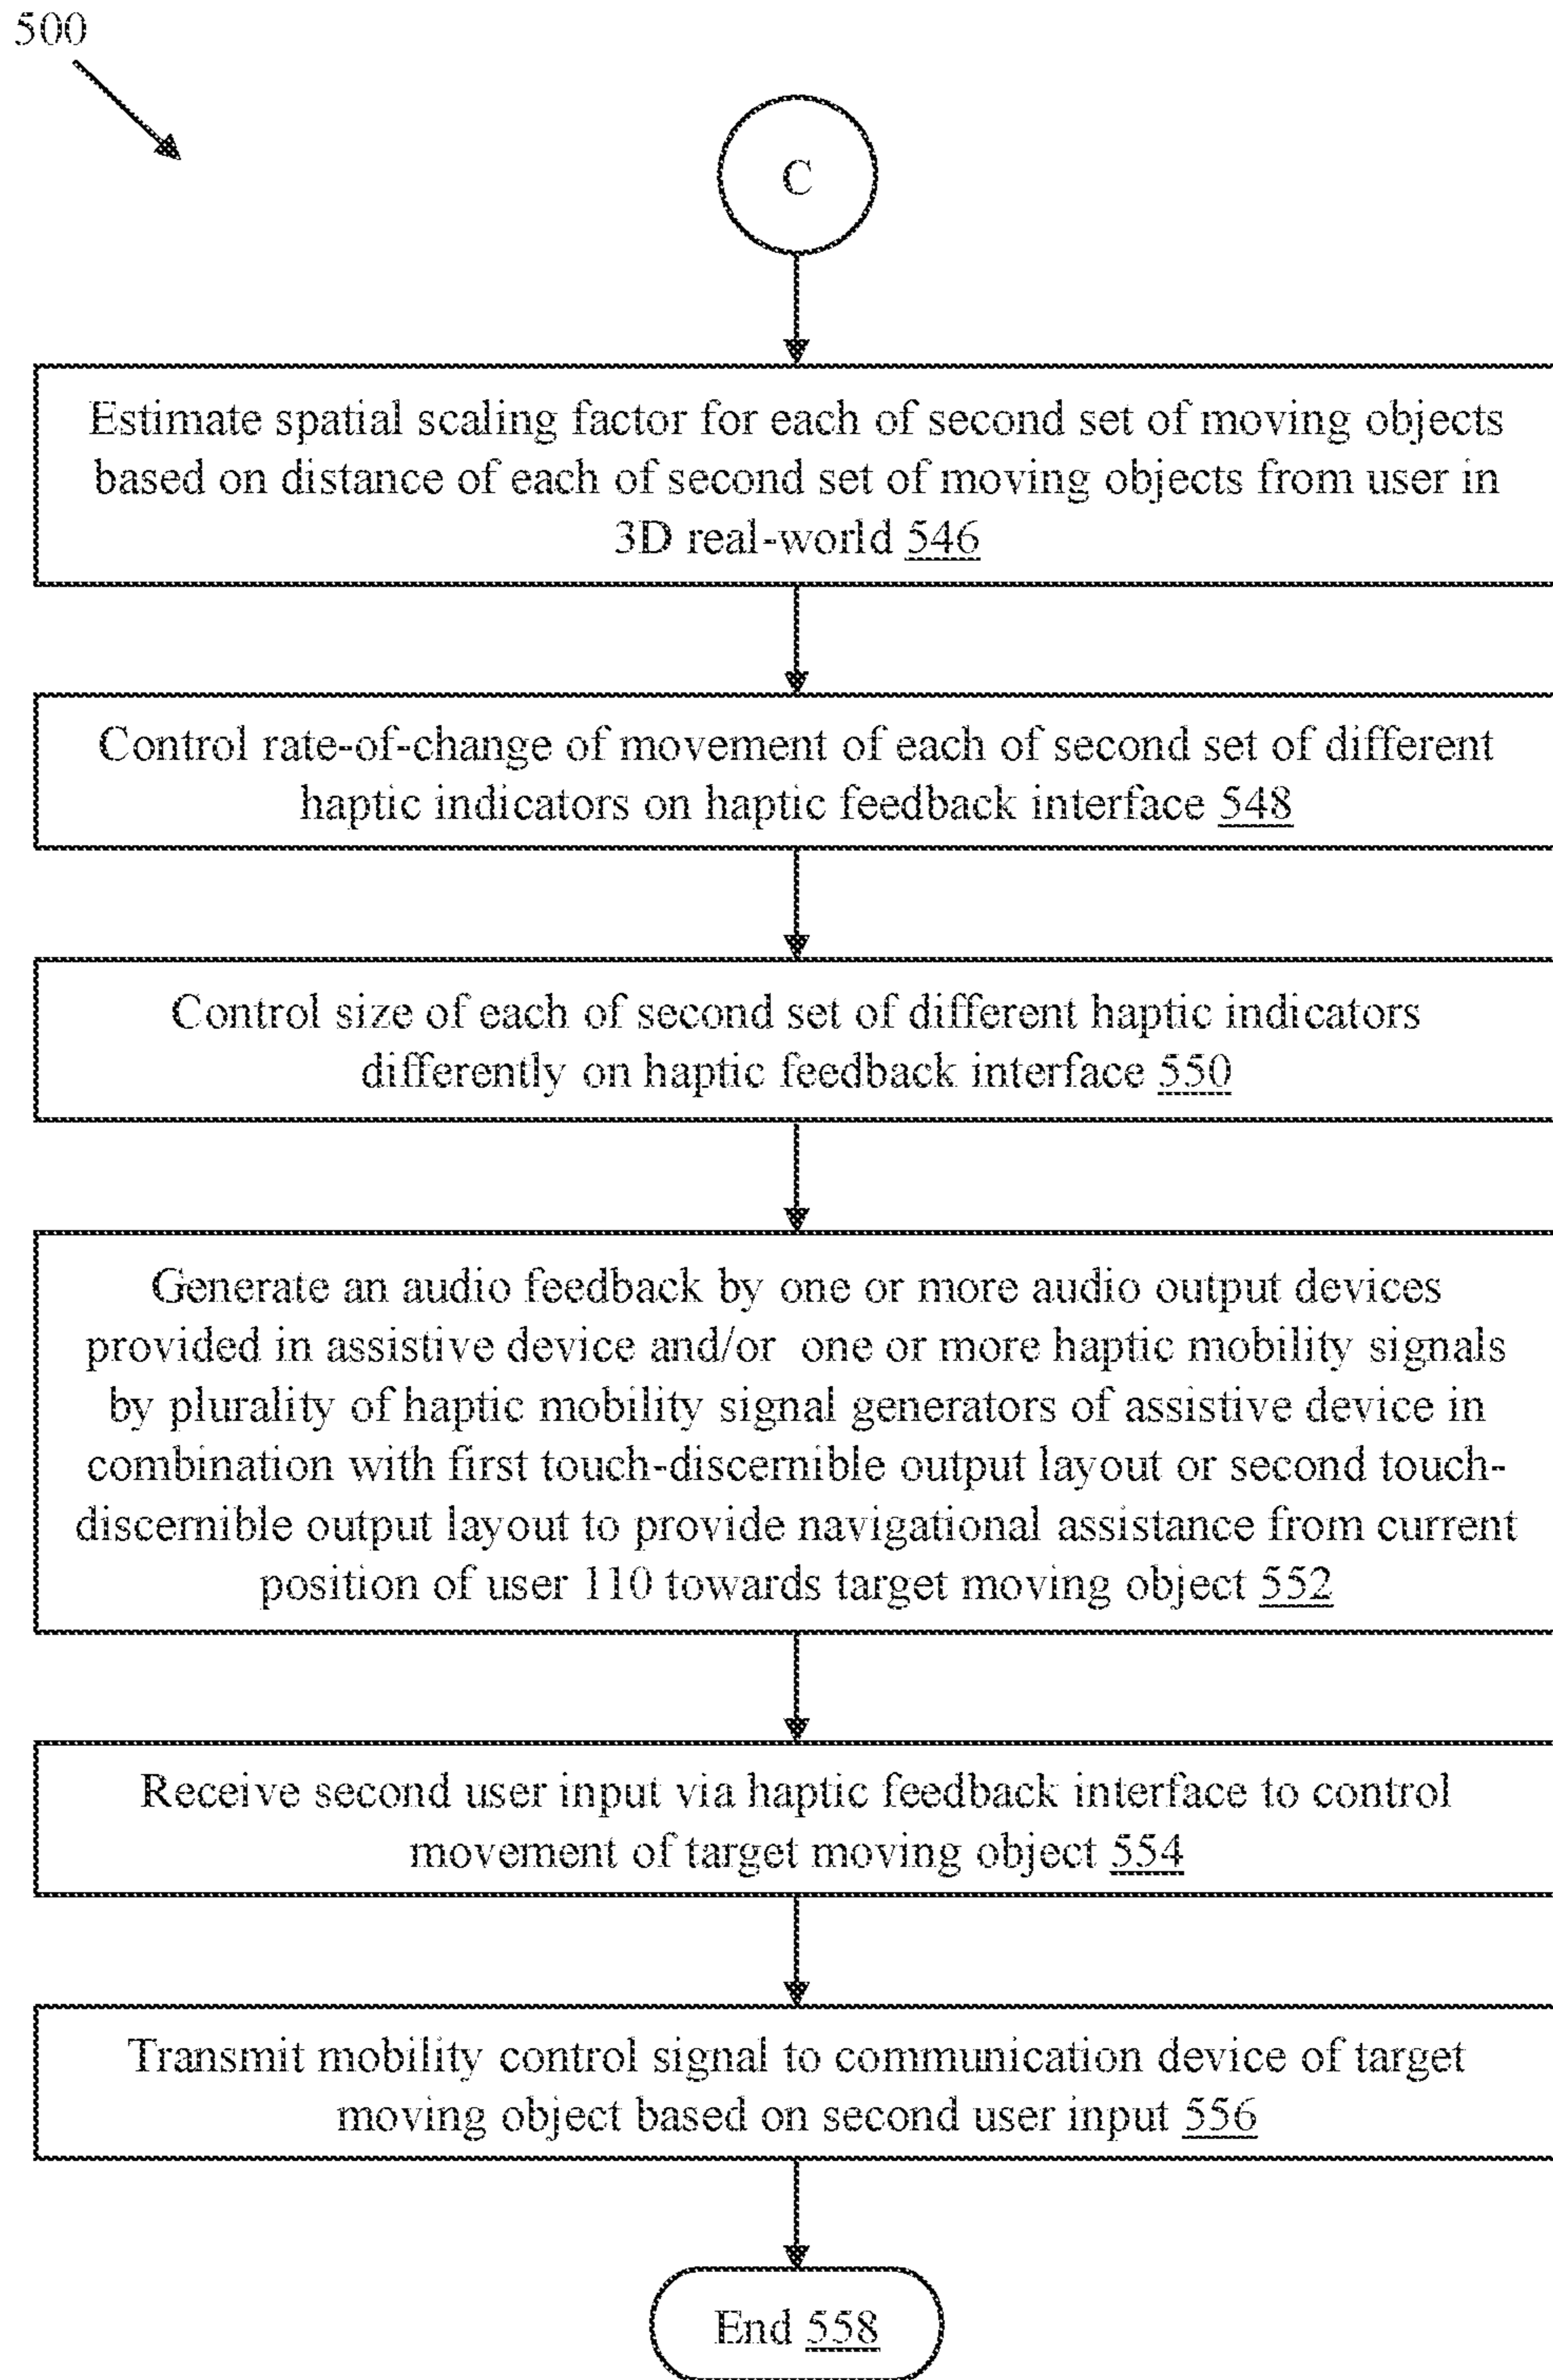 500
C
Estimate spatial scaling factor for each of second set of moving objects
based on distance of each of second set of moving objects from user in
3D real-world 546
Control rate-of-change of movement of each of second set of different
haptic indicators on haptic feedback interface 548
Control size of each of second set of different haptic indicators
differently on haptic feedback interface 550
Generate an audio feedback by one or more audio output devices
provided in assistive device and/or one or more haptic mobility signals
by plurality of haptic mobility signal generators of assistive device in
combination with first touch-discernible output layout or second touch-
discernible output layout to provide navigational assistance from current
position of user 110 towards target moving object 552
Receive second user input via haptic feedback interface to control
movement of target moving object 554
Transmit mobility control signal to communication device of target
moving object based on second user input 556
End 558